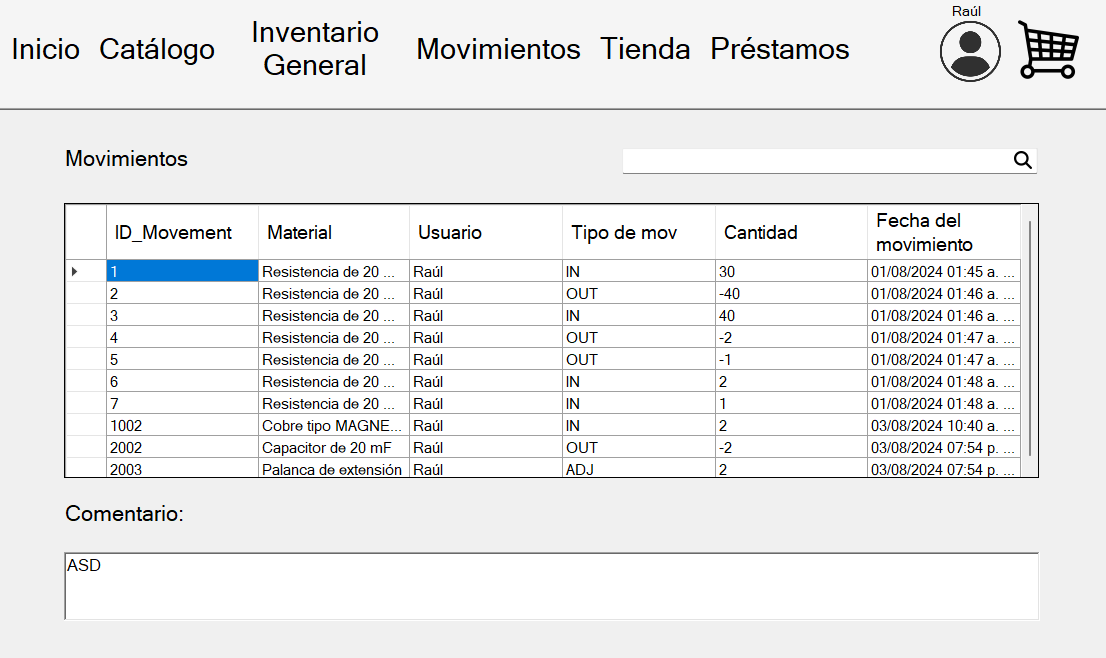 Raúl
Inicio Catálogo Inventario General Movimientos Tienda Préstamos
Movimientos
ID_Movement Material Usuario Tipo de mov Cantidad Fecha del movimiento
1 Resistencia de 20 ... Raúl IN 30 01/08/2024 01:45 a. ...
2 Resistencia de 20 ... Raúl OUT -40 01/08/2024 01:46 a. ...
3 Resistencia de 20 ... Raúl IN 40 01/08/2024 01:46 a. ...
4 Resistencia de 20 ... Raúl OUT -2 01/08/2024 01:47 a. ...
5 Resistencia de 20 ... Raúl OUT -1 01/08/2024 01:47 a. ...
6 Resistencia de 20 ... Raúl IN 2 01/08/2024 01:48 a. ...
7 Resistencia de 20 ... Raúl IN 1 01/08/2024 01:48 a. ...
1002 Cobre tipo MAGNE... Raúl IN 2 03/08/2024 10:40 a. ...
2002 Capacitor de 20 mF Raúl OUT -2 03/08/2024 07:54 p. ...
2003 Palanca de extensión Raúl ADJ 2 03/08/2024 07:54 p. ...
Comentario:
ASD